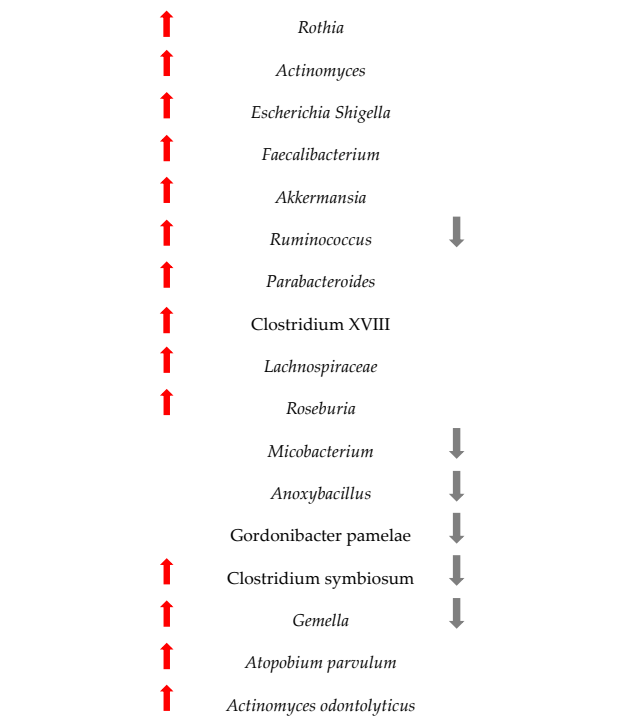 Rothia
Actinomyces
Escherichia Shigella
Faecalibacterium
Akkermansia
Ruminococcus
Parabacteroides
Clostridium XVIII
Lachnospiraceae
Roseburia
Micobacterium
Anoxybacillus
Gordonibacter pamelae
Clostridium symbiosum
Gemella
Atopobium parvulum
Actinomyces odontolyticus